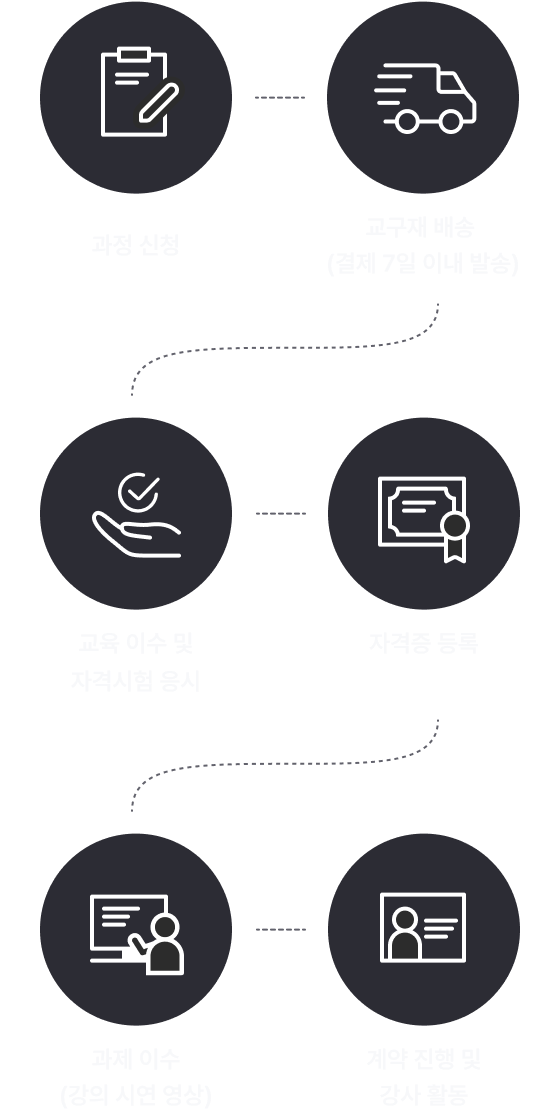 과정 신청
교구재 배송
(결제 7일 이내 발송)
교육 이수 및
자격시험 응시
자격증 등록
과제 이수
(강의 시연 영상)
계약 진행 및
강사 활동